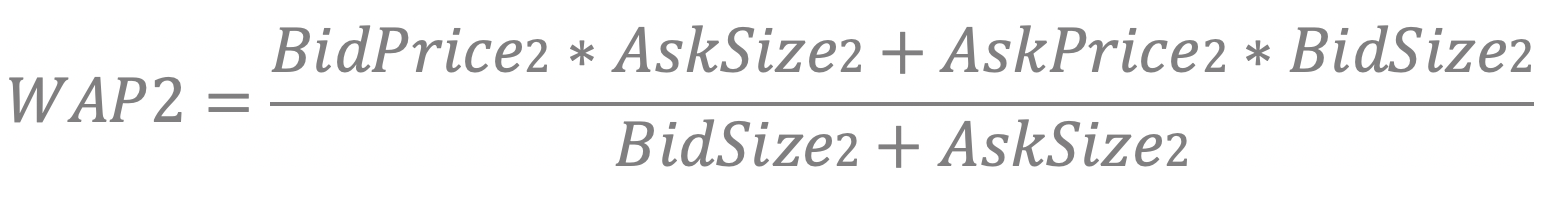 WAP2 = BidPrice2 * AskSize2 + AskPrice2 * BidSize2
BidSize2 + AskSize2